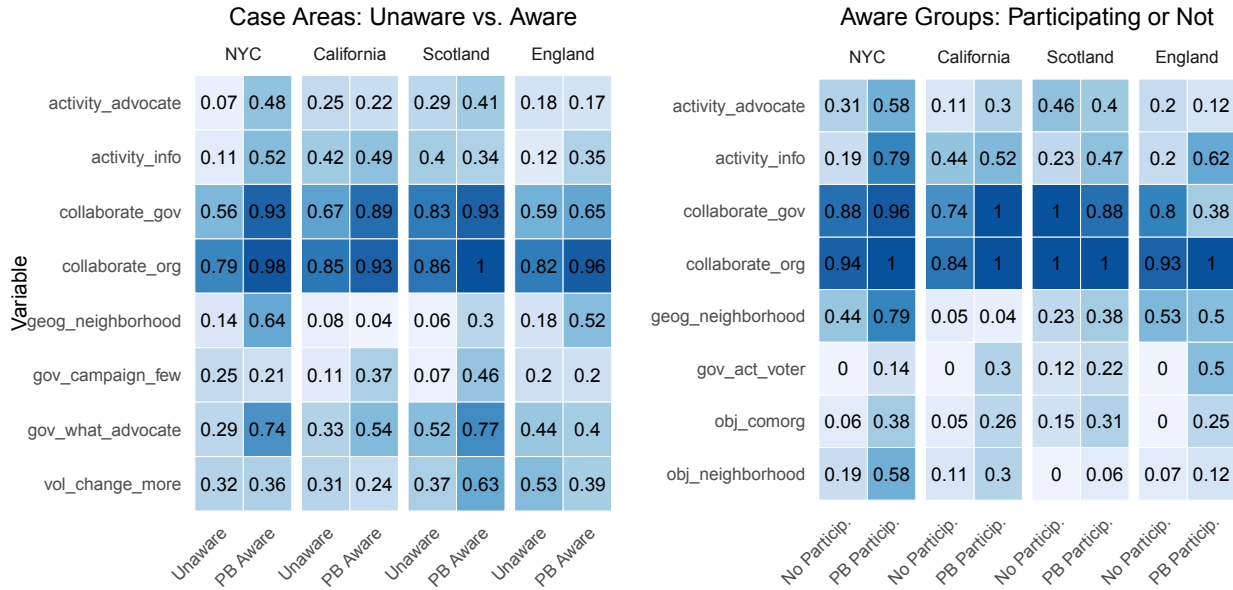 Case Areas: Unaware vs. Aware
NYC California Scotland England
Variable
activity_advocate 0.07 0.48 0.25 0.22 0.29 0.41 0.18 0.17
activity_info 0.11 0.52 0.42 0.49 0.4 0.34 0.12 0.35
collaborate_gov 0.56 0.93 0.67 0.89 0.83 0.93 0.59 0.65
collaborate_org 0.79 0.98 0.85 0.93 0.86 1 0.82 0.96
geog_neighborhood 0.14 0.64 0.08 0.04 0.06 0.3 0.18 0.52
gov_campaign_few 0.25 0.21 0.11 0.37 0.07 0.46 0.2 0.2
gov_what_advocate 0.29 0.74 0.33 0.54 0.52 0.77 0.44 0.4
vol_change_more 0.32 0.36 0.31 0.24 0.37 0.63 0.53 0.39
Unaware PB Aware Unaware PB Aware Unaware PB Aware Unaware PB Aware
Aware Groups: Participating or Not
NYC California Scotland England
activity_advocate 0.31 0.58 0.11 0.3 0.46 0.4 0.2 0.12
activity_info 0.19 0.79 0.44 0.52 0.23 0.47 0.2 0.62
collaborate_gov 0.88 0.96 0.74 1 1 0.88 0.8 0.38
collaborate_org 0.94 1 0.84 1 1 1 0.93 1
geog_neighborhood 0.44 0.79 0.05 0.04 0.23 0.38 0.53 0.5
gov_act_voter 0 0.14 0 0.3 0.12 0.22 0 0.5
obj_comorg 0.06 0.38 0.05 0.26 0.15 0.31 0 0.25
obj_neighborhood 0.19 0.58 0.11 0.3 0 0.06 0.07 0.12
No Particip. PB Particip. No Particip. PB Particip. No Particip. PB Particip. No Particip. PB Particip.